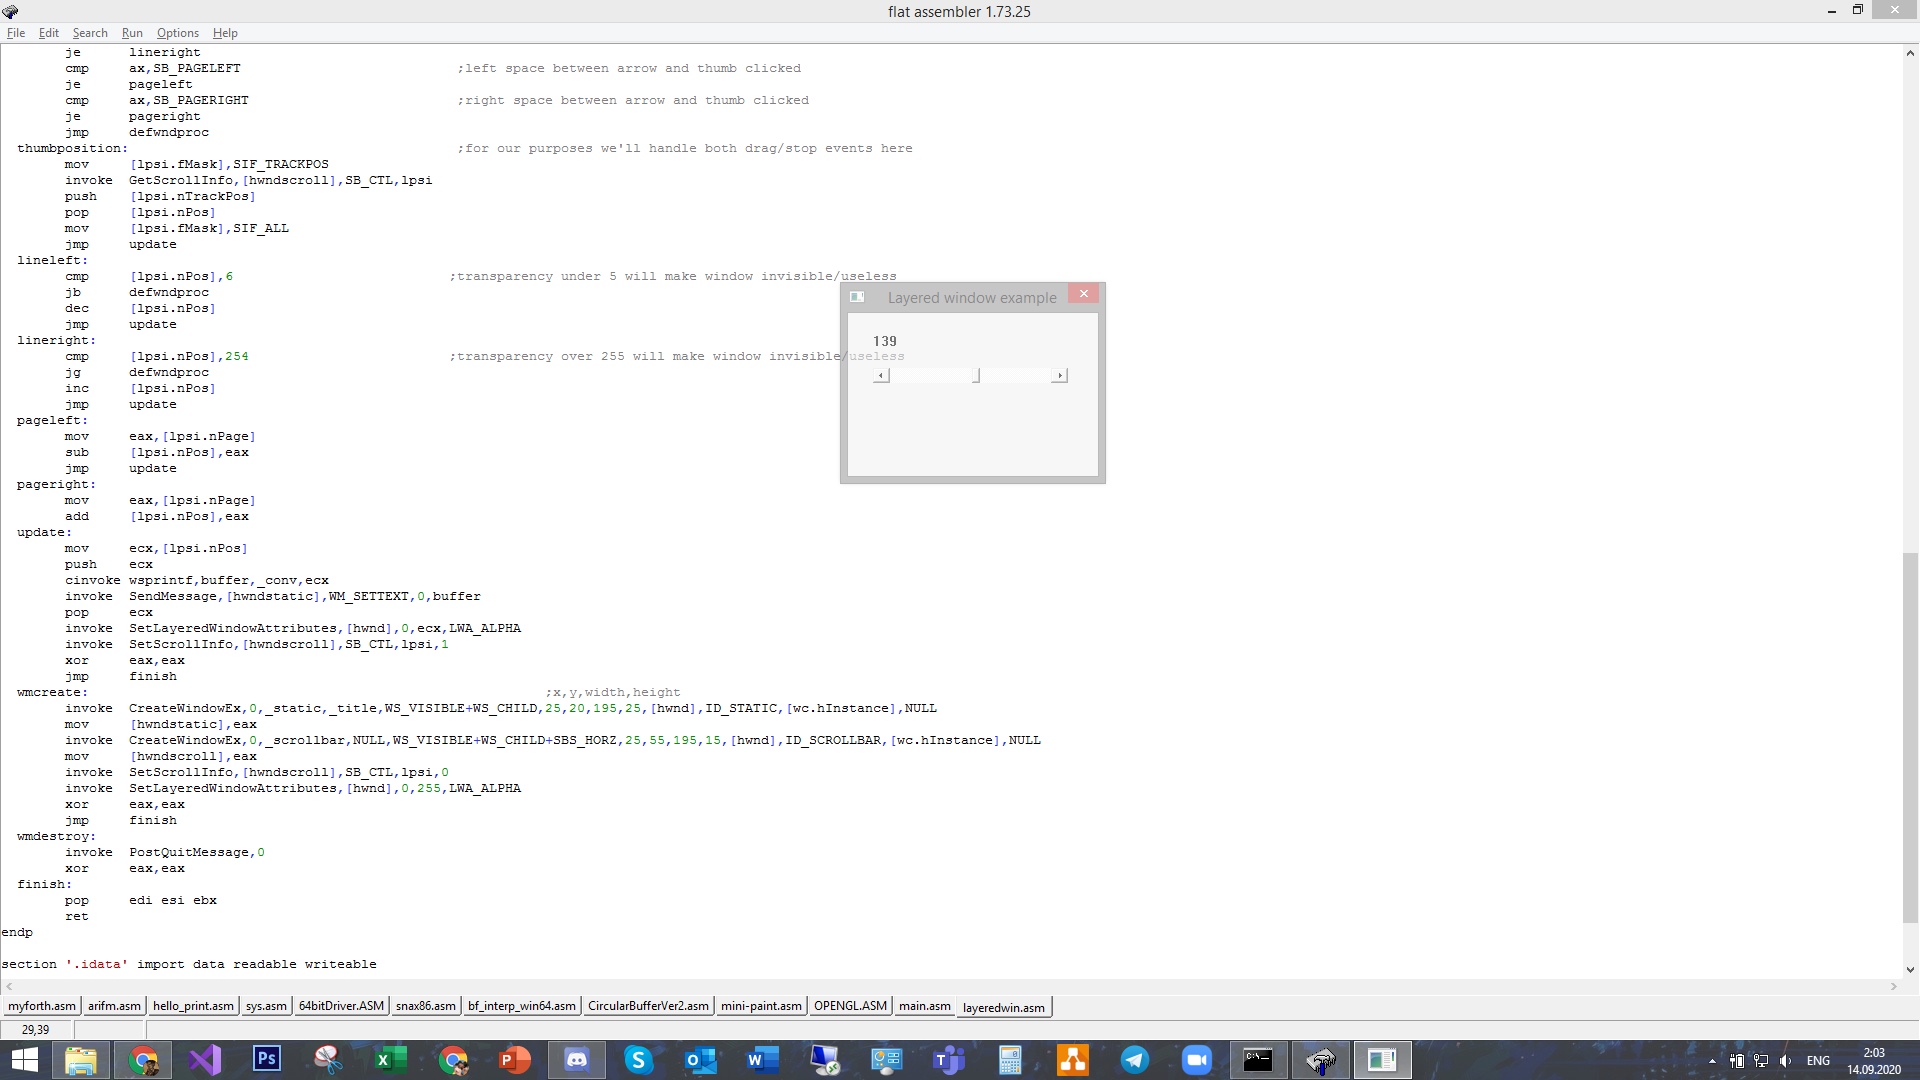 flat assembler 1.73.25
File Edit Search Run Options Help
je lineright
cmp ax,SB_PAGELEFT ;left space between arrow and thumb clicked
je pageleft
cmp ax,SB_PAGERIGHT ;right space between arrow and thumb clicked
je pageright
jmp defwndproc
thumbposition: ;for our purposes we'll handle both drag/stop events here
mov [lpsi.fMask],SIF_TRACKPOS
invoke GetScrollInfo,[hwndscroll],SB_CTL,lpsi
push [lpsi.nTrackPos]
pop [lpsi.nPos]
mov [lpsi.fMask],SIF_ALL
jmp update
lineleft:
cmp [lpsi.nPos],6 ;transparency under 5 will make window invisible/useless
jb defwndproc
dec [lpsi.nPos]
jmp update
lineright:
cmp [lpsi.nPos],254 ;transparency over 255 will make window invisible/useless
jg defwndproc
inc [lpsi.nPos]
jmp update
pageleft:
mov eax,[lpsi.nPage]
sub [lpsi.nPos],eax
jmp update
pageright:
mov eax,[lpsi.nPage]
add [lpsi.nPos],eax
update:
mov ecx,[lpsi.nPos]
push ecx
cinvoke wsprintf,buffer,_conv,ecx
invoke SendMessage,[hwndstatic],WM_SETTEXT,0,buffer
pop ecx
invoke SetLayeredWindowAttributes,[hwnd],0,ecx,LWA_ALPHA
invoke SetScrollInfo,[hwndscroll],SB_CTL,lpsi,1
xor eax,eax
jmp finish
wmcreate: ;x,y,width,height
invoke CreateWindowEx,0,_static,_title,WS_VISIBLE+WS_CHILD,25,20,195,25,[hwnd],ID_STATIC,[wc.hInstance],NULL
mov [hwndstatic],eax
invoke CreateWindowEx,0,_scrollbar,NULL,WS_VISIBLE+WS_CHILD+SBS_HORZ,25,55,195,15,[hwnd],ID_SCROLLBAR,[wc.hInstance],NULL
mov [hwndscroll],eax
invoke SetScrollInfo,[hwndscroll],SB_CTL,lpsi,0
invoke SetLayeredWindowAttributes,[hwnd],0,255,LWA_ALPHA
xor eax,eax
jmp finish
wmdestroy:
invoke PostQuitMessage,0
xor eax,eax
finish:
pop edi esi ebx
ret
endp
section '.idata' import data readable writeable
Layered window example
139
myforth.asm arifm.asm hello_print.asm sys.asm 64bitDriver.ASM snax86.asm bf_interp_win64.asm CircularBufferVer2.asm mini-paint.asm OPENGL.ASM main.asm layeredwin.asm
29,39
ENG
2:03
14.09.2020